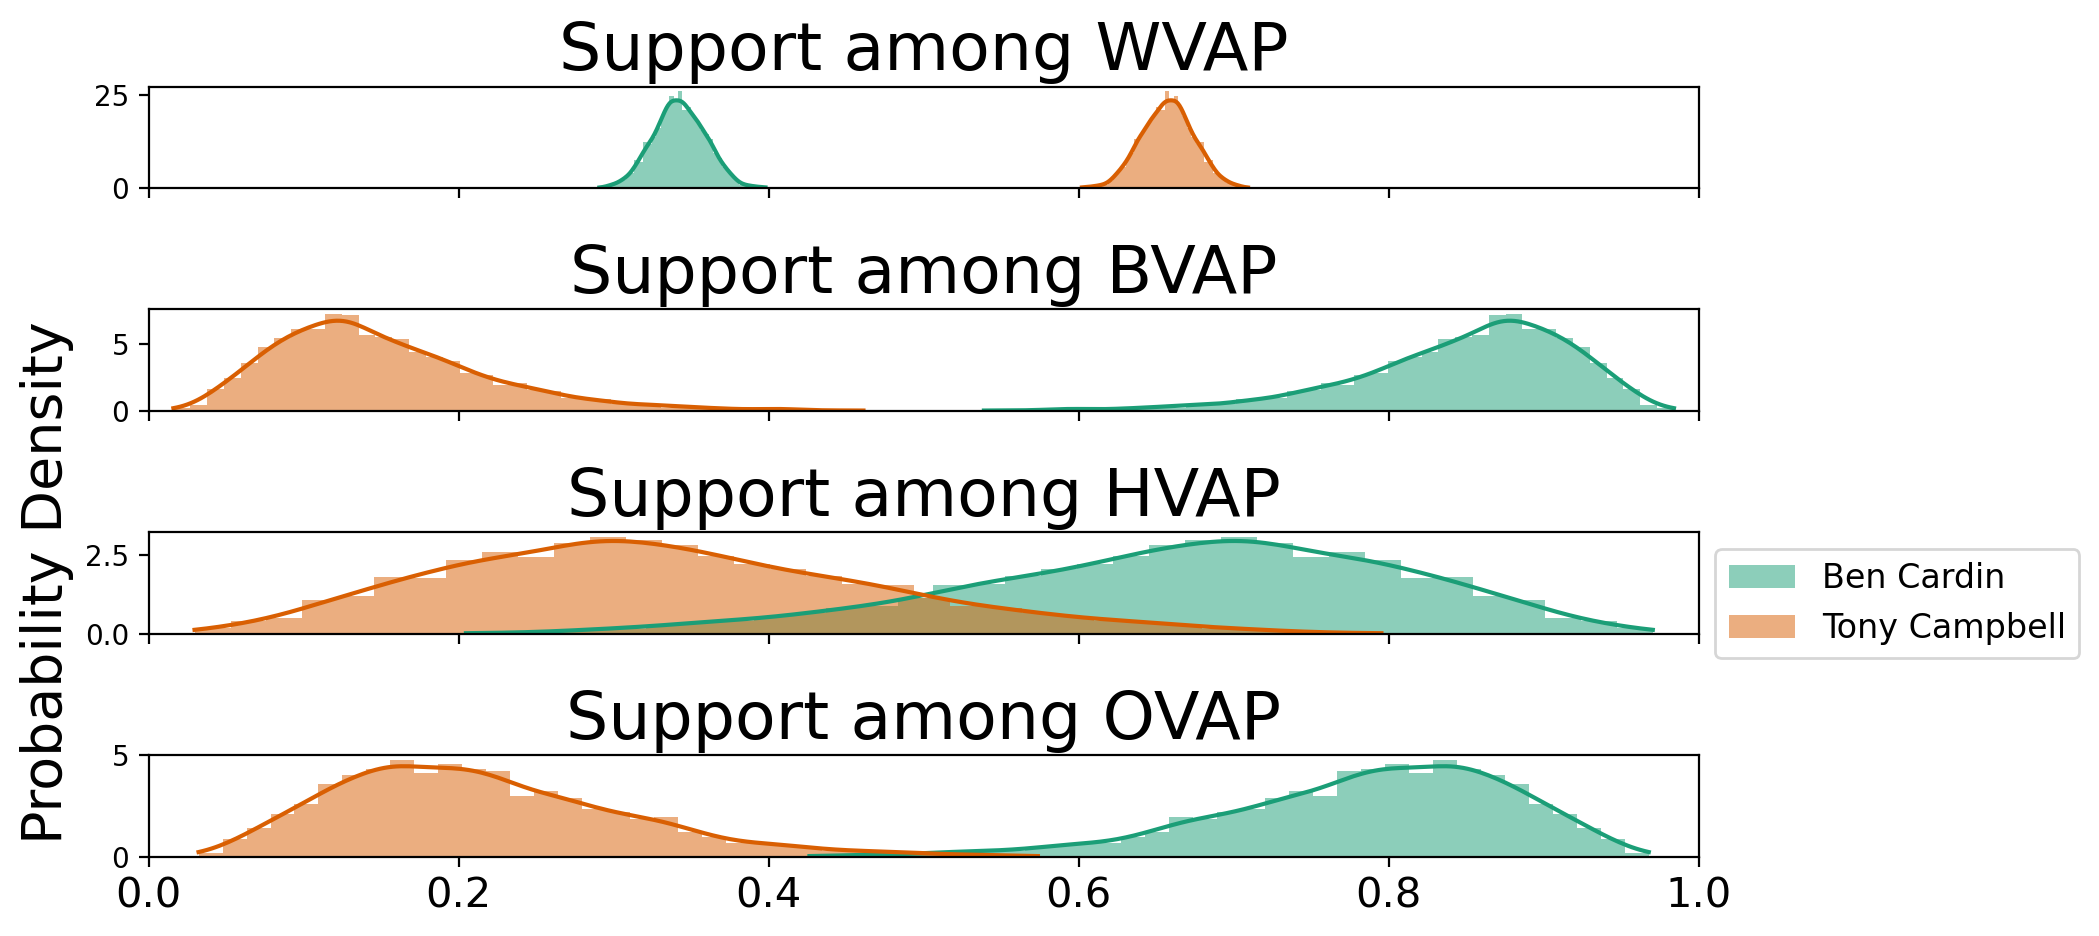 Support among WVAP
25
0
Support among BVAP
5
0
Support among HVAP
2.5
0.0
Support among OVAP
5
0
0.0 0.2 0.4 0.6 0.8 1.0
Probability Density
Ben Cardin
Tony Campbell